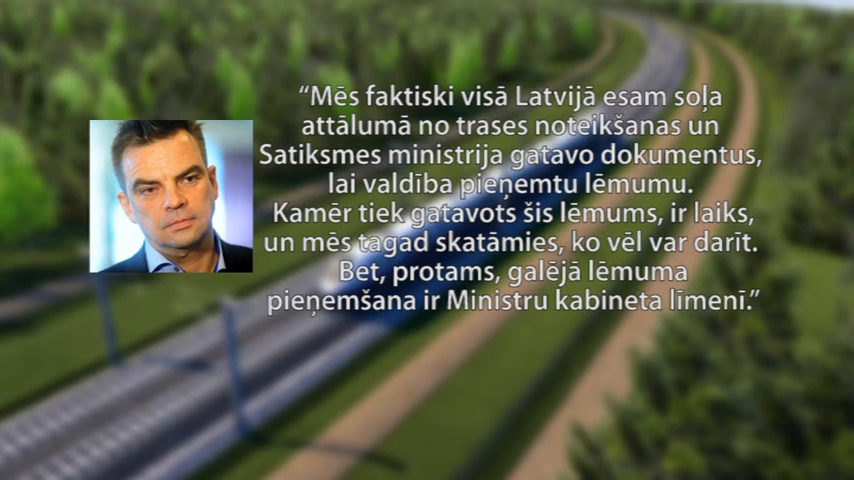 “Mēs faktiski visā Latvijā esam soļa
attālumā no trases noteikšanas un
Satiksmes ministrija gatavo dokumentus,
lai valdība pieņemtu lēmumu.
Kamēr tiek gatavots šis lēmums, ir laiks,
un mēs tagad skatāmies, ko vēl var darīt.
Bet, protams, galējā lēmuma
pieņemšana ir Ministru kabineta līmenī.”